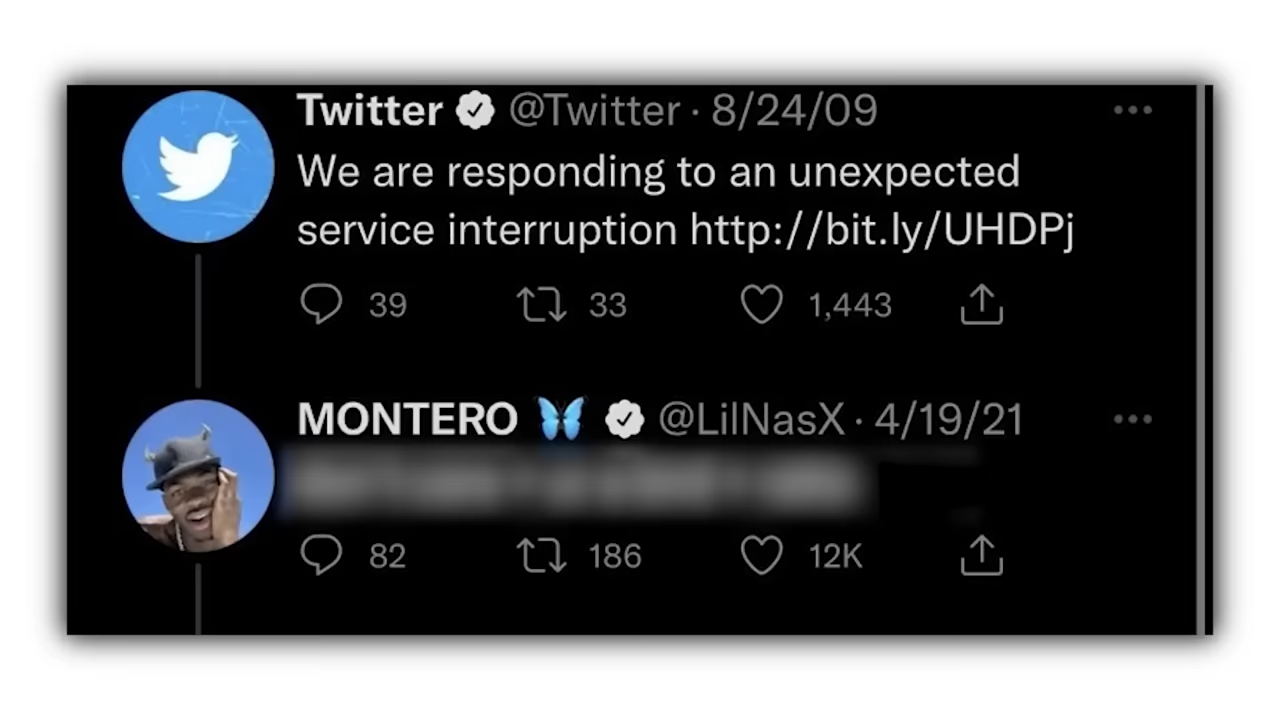 Twitter @Twitter · 8/24/09
We are responding to an unexpected
service interruption http://bit.ly/UHDPj
39 33 1,443
MONTERO 🦋 @LilNasX · 4/19/21
82 186 12K